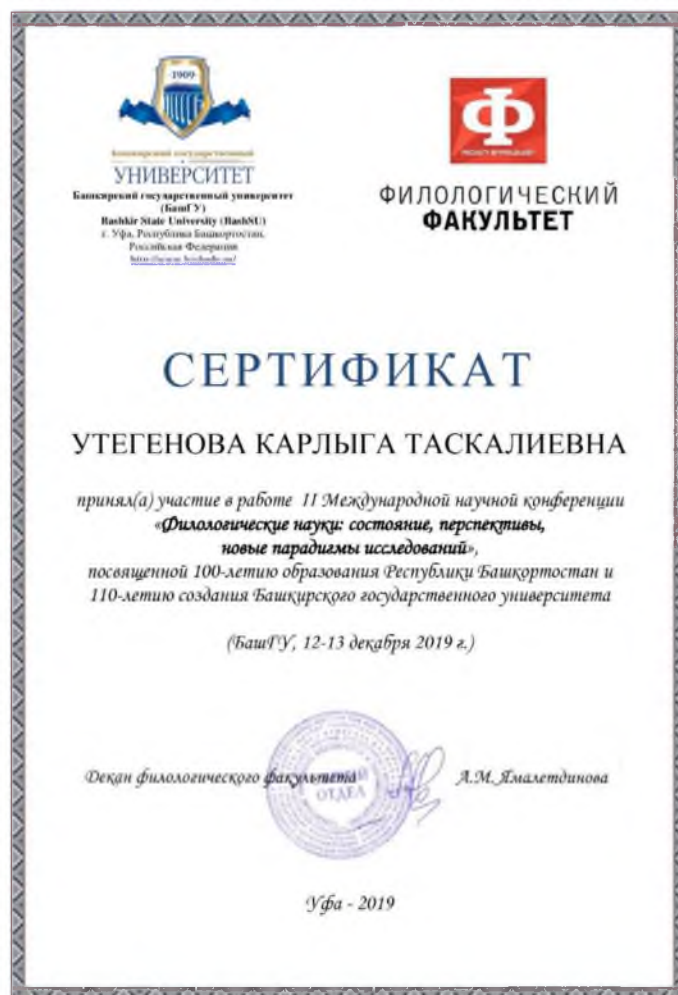 1909
Башкирский государственный
УНИВЕРСИТЕТ
Башкирский государственный университет
(БашГУ)
Bashkir State University (BashSU)
г. Уфа, Республика Башкортостан,
Российская Федерация
Ф
ФИЛОЛОГИЧЕСКИЙ
ФАКУЛЬТЕТ
СЕРТИФИКАТ
УТЕГЕНОВА КАРЛЫГА ТАСКАЛИЕВНА
принял(а) участие в работе II Международной научной конференции
«Филологические науки: состояние, перспективы,
новые парадигмы исследований»,
посвященной 100-летию образования Республики Башкортостан и
110-летию создания Башкирского государственного университета
(БашГУ, 12-13 декабря 2019 г.)
Декан филологического факультета А.М. Ямалетдинова
ОТДЕЛ
Уфа - 2019